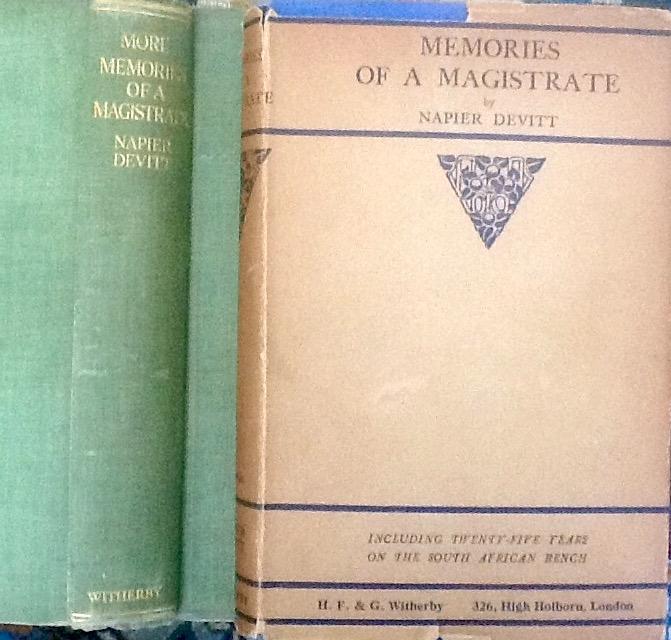 MORE
MEMORIES
OF A
MAGISTRATE
NAPIER
DEVITT
WITHERBY
MEMORIES
OF A MAGISTRATE
by
NAPIER DEVITT
INCLUDING TWENTY-FIVE YEARS
ON THE SOUTH AFRICAN BENCH
H. F. & G. Witherby 326, High Holborn, London